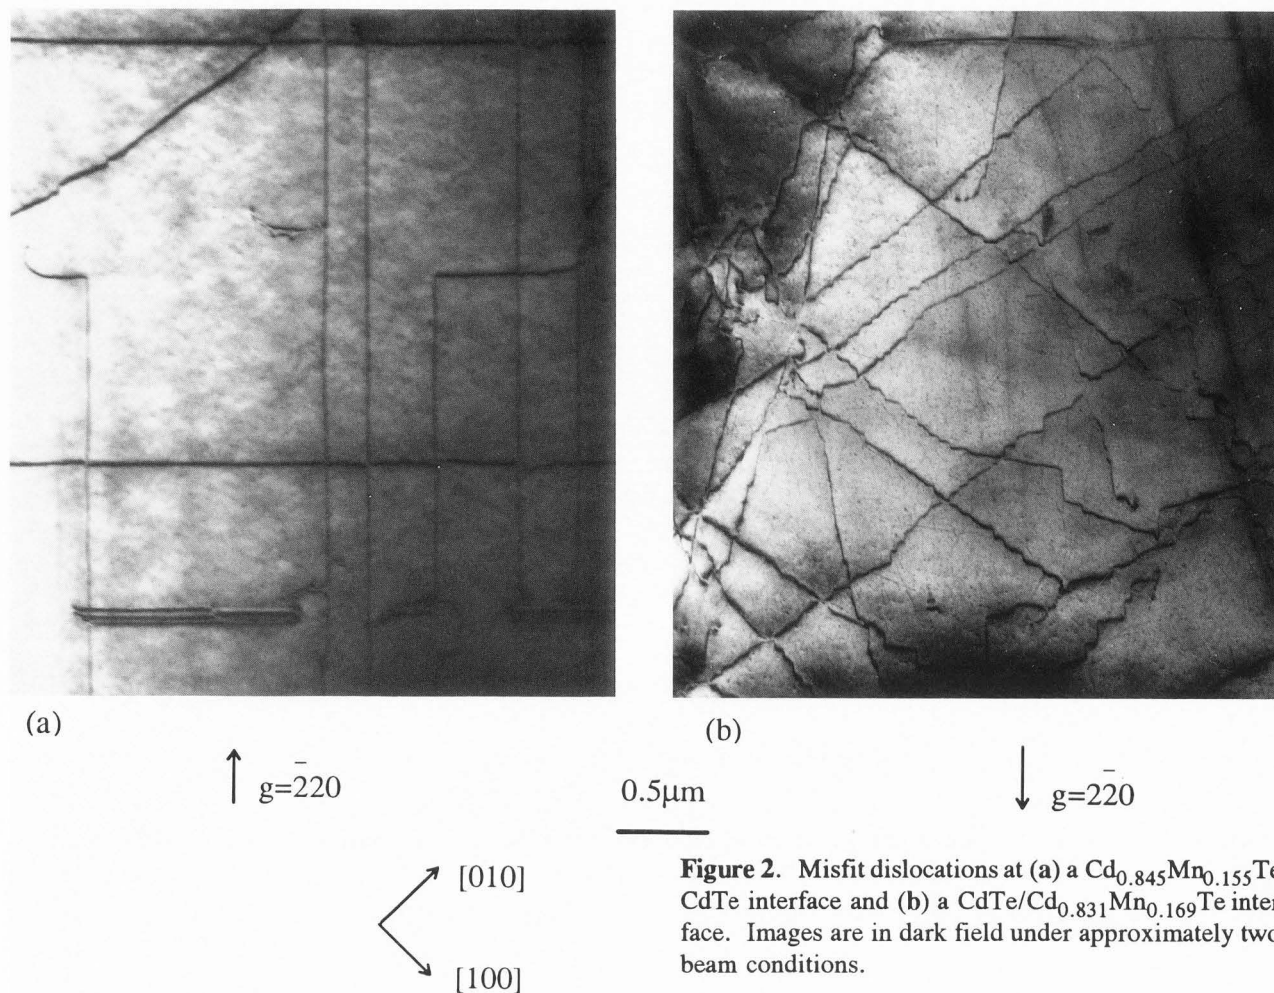 (a)
(b)
g=2̄20
0.5µm
g=22̄0
[010]
[100]
Figure 2. Misfit dislocations at (a) a Cd₀.₈₄₅Mn₀.₁₅₅Te
CdTe interface and (b) a CdTe/Cd₀.₈₃₁Mn₀.₁₆₉Te inter
face. Images are in dark field under approximately two
beam conditions.